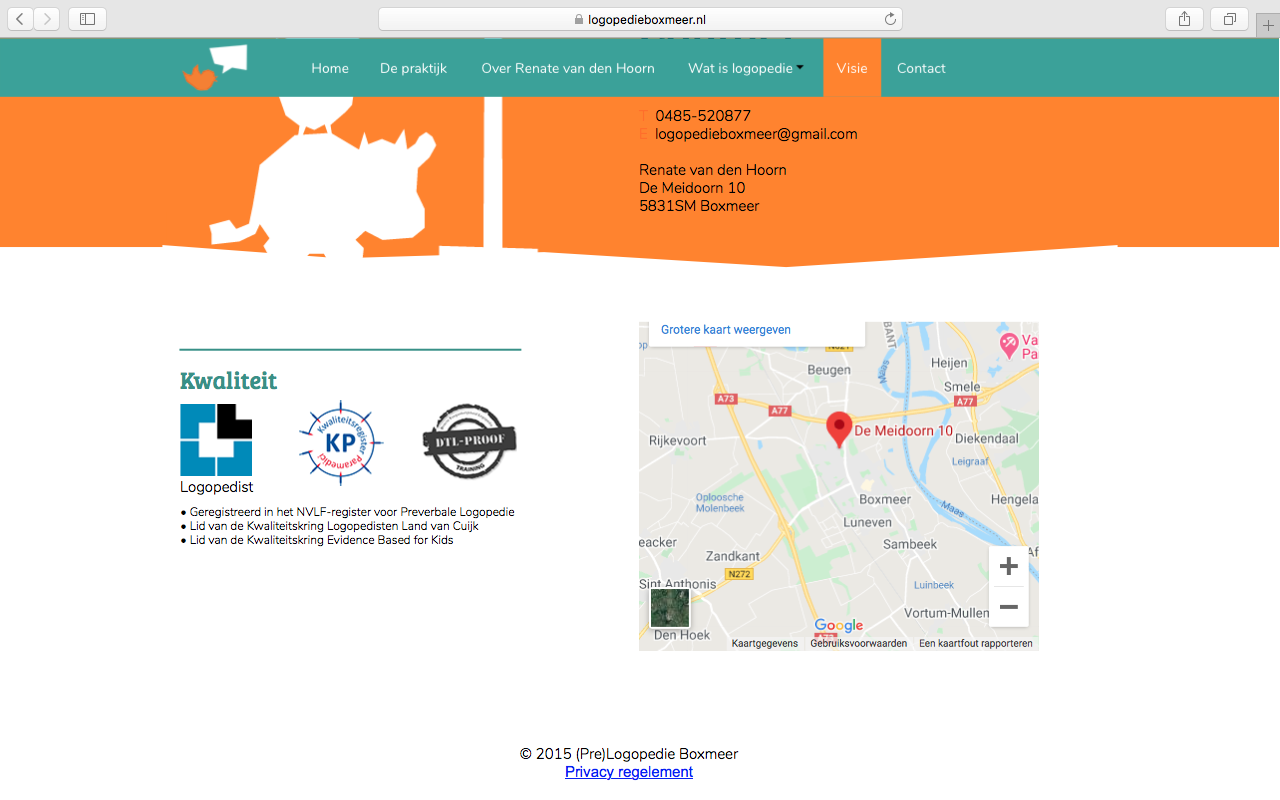 logopedieboxmeer.nl
Home De praktijk Over Renate van den Hoorn Wat is logopedie Visie Contact
T 0485-520877
E logopedieboxmeer@gmail.com
Renate van den Hoorn
De Meidoorn 10
5831SM Boxmeer
Kwaliteit
Logopedist
Kwaliteitsregister
KP
Paramedici
DTL-PROOF
TRAINING
• Geregistreerd in het NVLF-register voor Preverbale Logopedie
• Lid van de Kwaliteitskring Logopedisten Land van Cuijk
• Lid van de Kwaliteitskring Evidence Based for Kids
Grotere kaart weergeven
Beugen
Maas
Heijen
Smele
A73
A77
A77
De Meidoorn 10
Rijkevoort
Diekendaal
Leigraaf
Oploosche
Molenbeek
Boxmeer
Hengela
Maas
Luneven
Sambeek
eacker
Zandkant
N272
Sint Anthonis
Luinbeek
Vortum-Mullen
Den Hoek
Google
Kaartgegevens Gebruiksvoorwaarden Een kaartfout rapporteren
© 2015 (Pre)Logopedie Boxmeer
Privacy regelement